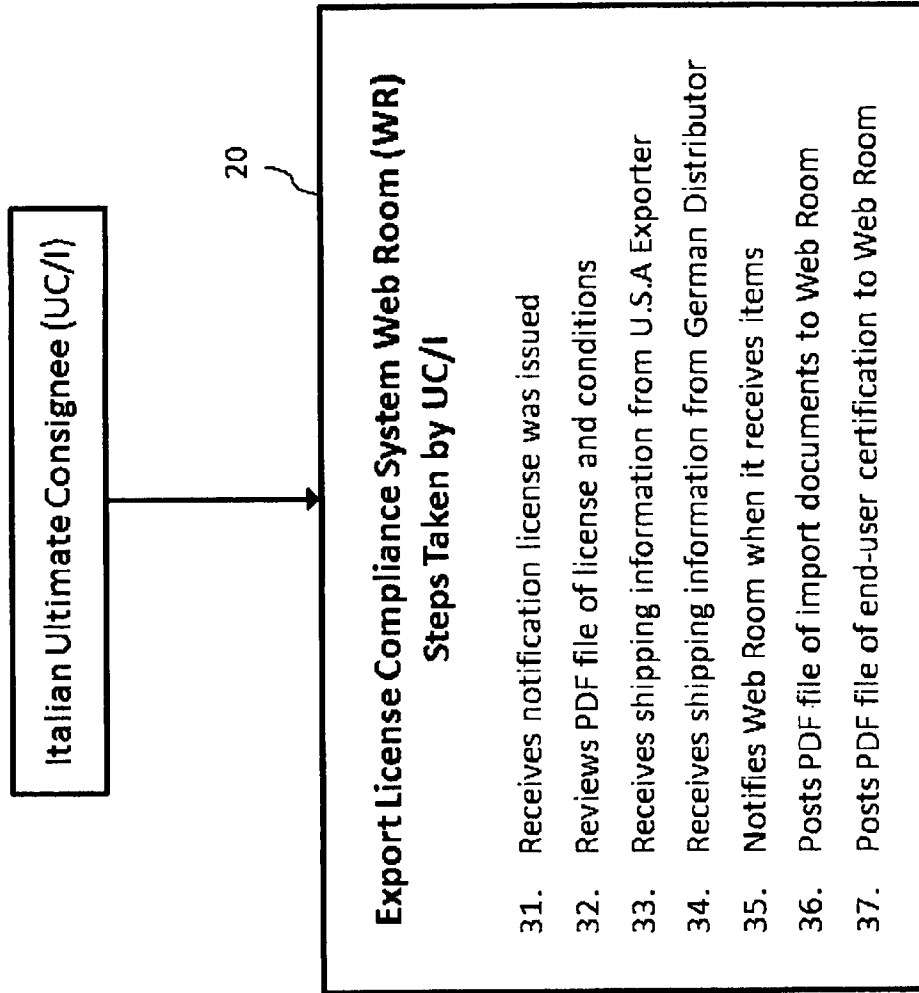 Italian Ultimate Consignee (UC/I)
20
Export License Compliance System Web Room (WR)
Steps Taken by UC/I
31. Receives notification license was issued
32. Reviews PDF file of license and conditions
33. Receives shipping information from U.S.A Exporter
34. Receives shipping information from German Distributor
35. Notifies Web Room when it receives items
36. Posts PDF file of import documents to Web Room
37. Posts PDF file of end-user certification to Web Room